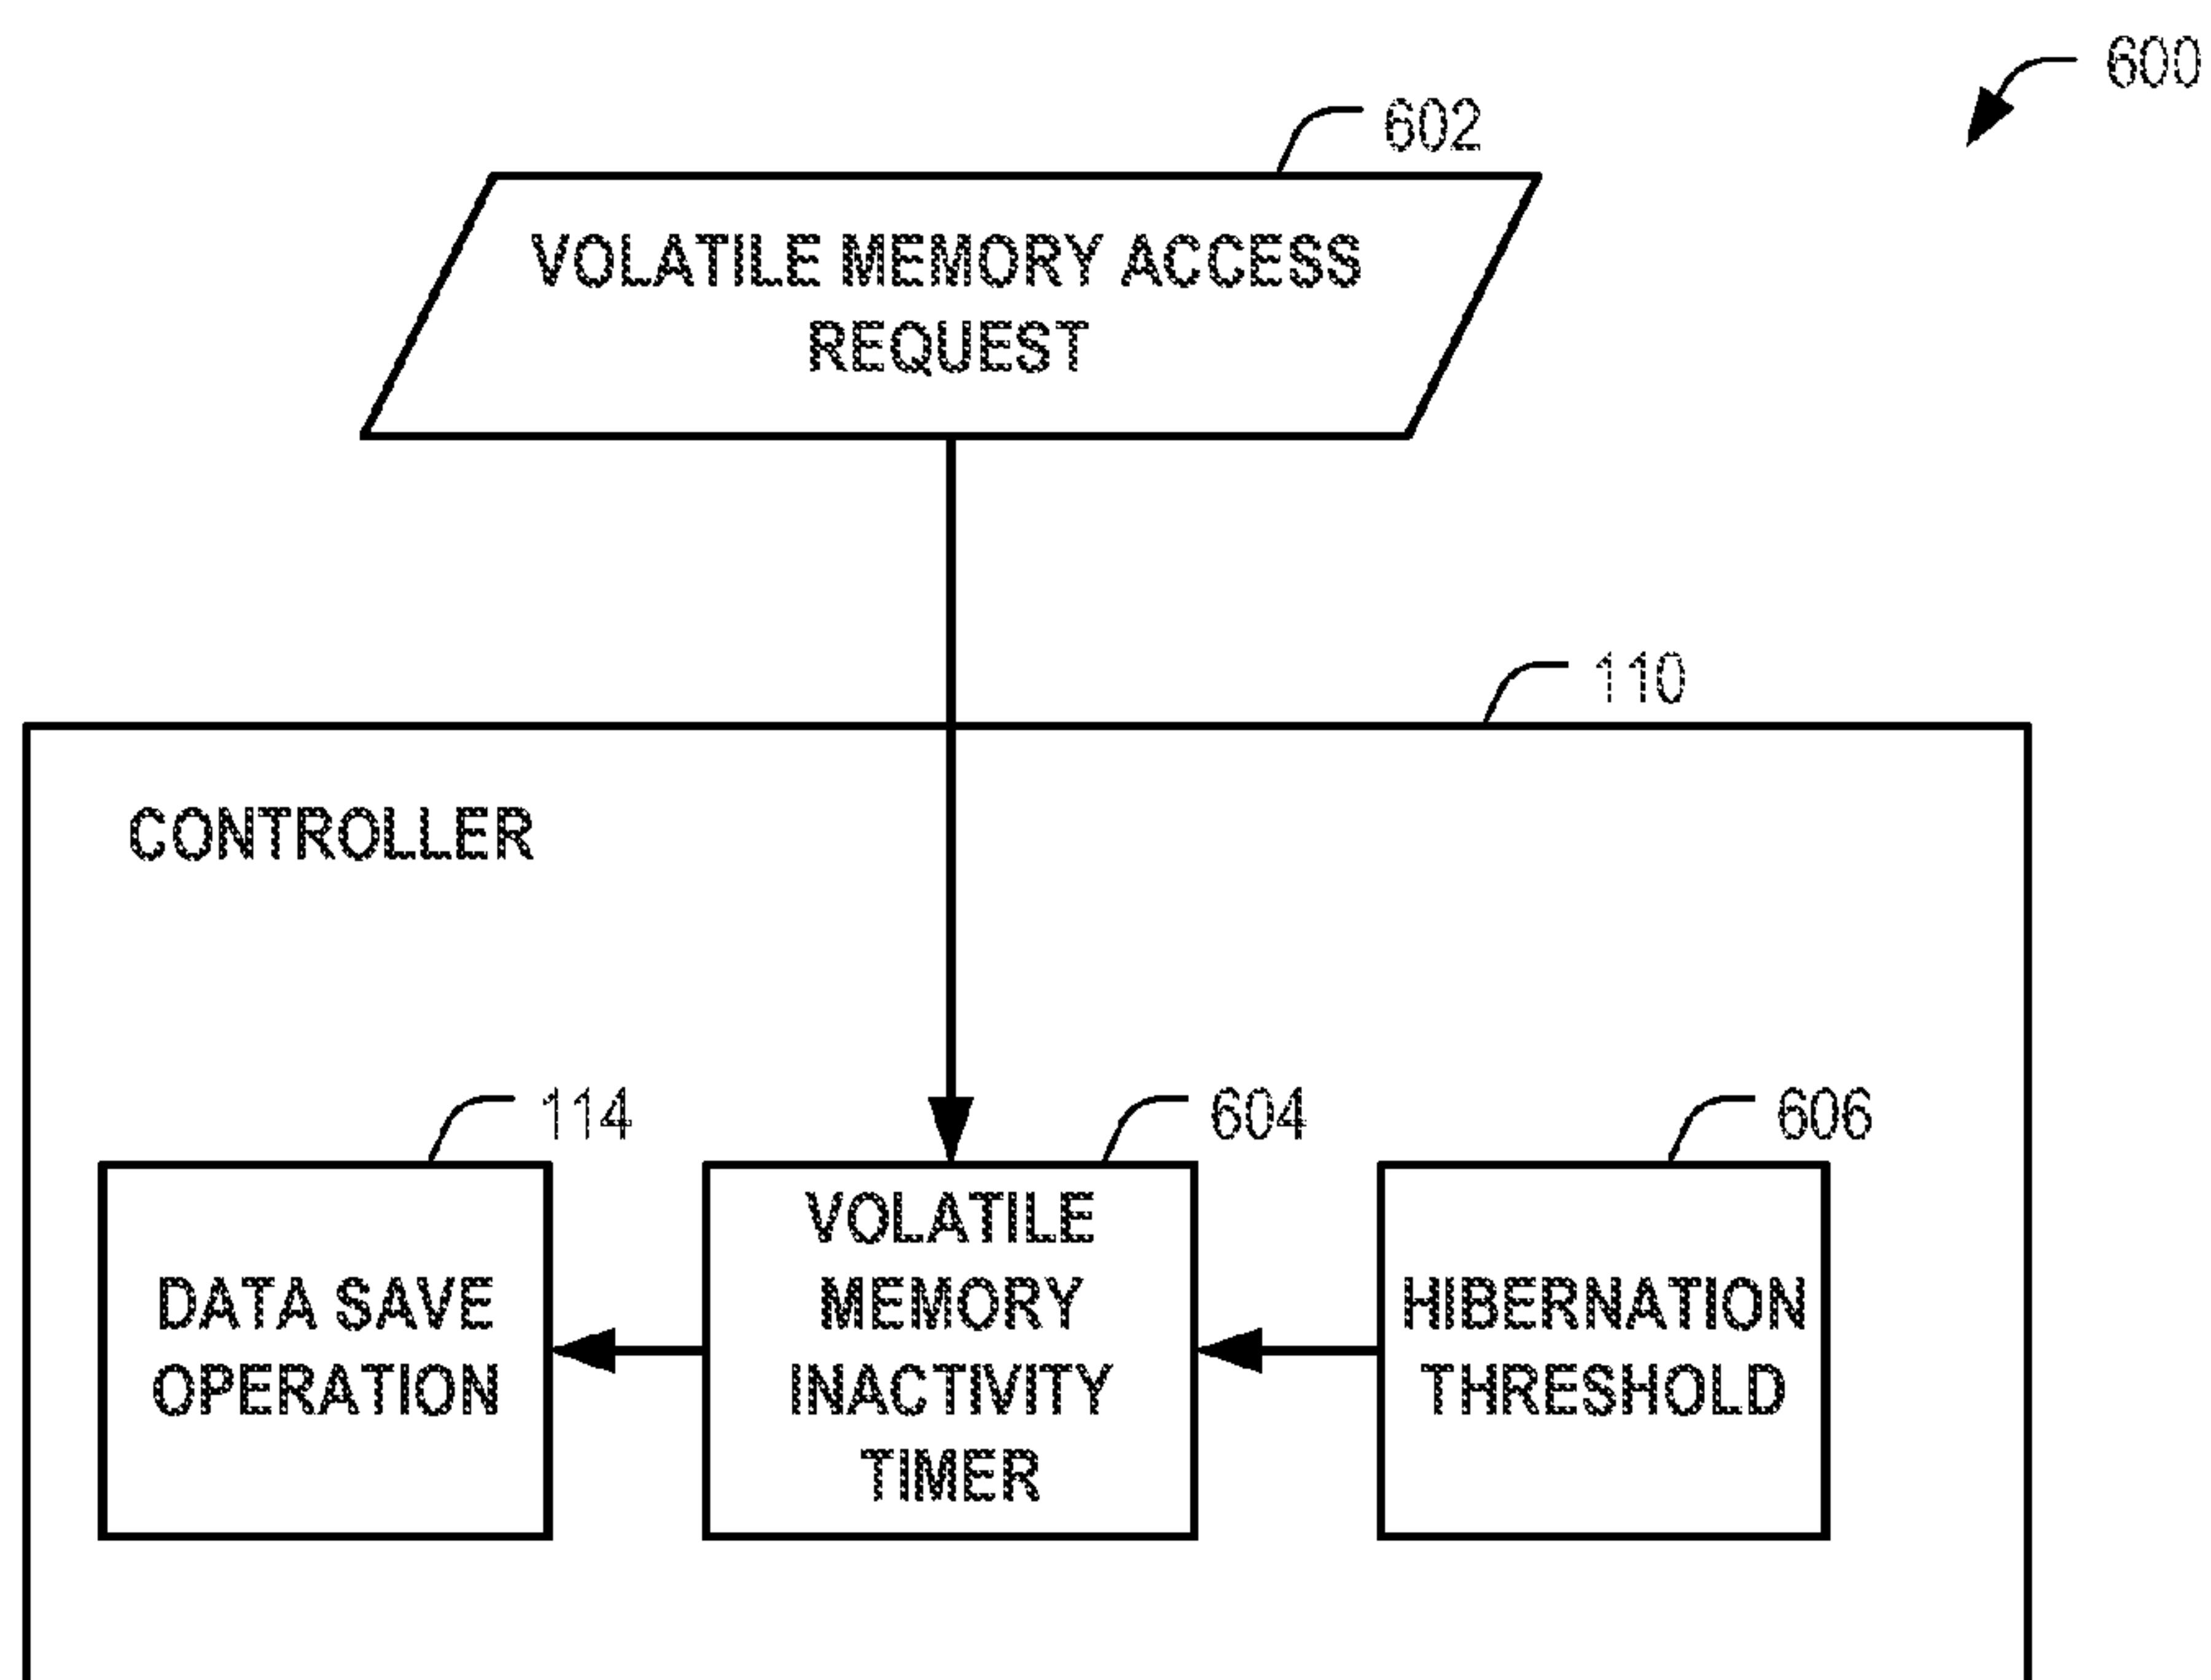 600
602
VOLATILE MEMORY ACCESS
REQUEST
110
CONTROLLER
114
604
606
DATA SAVE
OPERATION
VOLATILE
MEMORY
INACTIVITY
TIMER
HIBERNATION
THRESHOLD